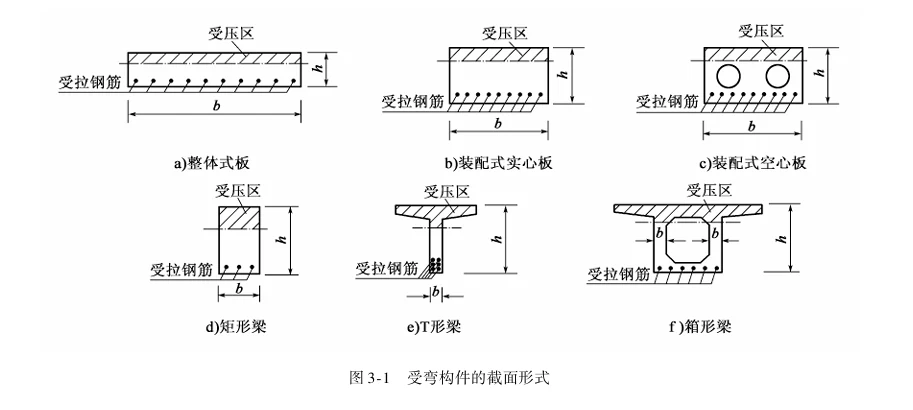 受压区
h
受拉钢筋
b
a)整体式板
受压区
h
受拉钢筋
b
b)装配式实心板
受压区
h
受拉钢筋
b
c)装配式空心板
受压区
h
受拉钢筋
b
d)矩形梁
受压区
h
受拉钢筋
b
e)T形梁
受压区
b
b
h
受拉钢筋
f)箱形梁
图 3-1 受弯构件的截面形式